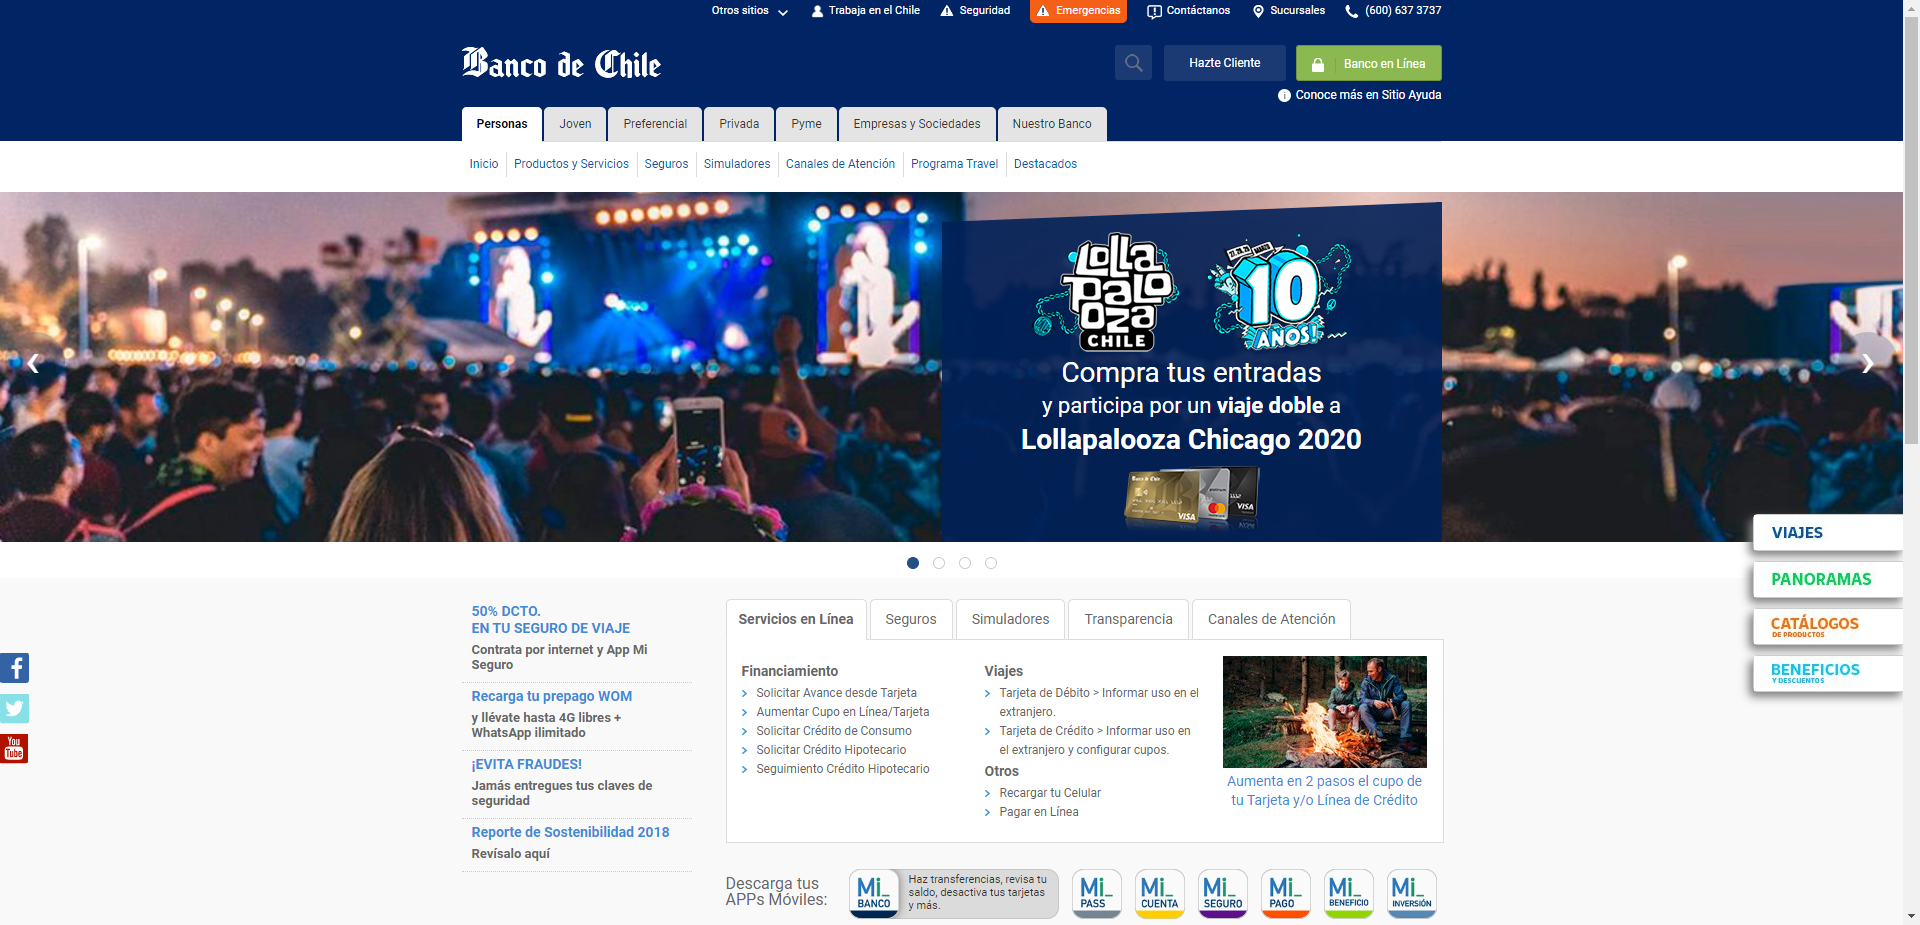 Otros sitios
Trabaja en el Chile
Seguridad
Emergencias
Contáctanos
Sucursales
(600) 637 3737
Banco de Chile
Hazte Cliente
Banco en Línea
Conoce más en Sitio Ayuda
Personas
Joven
Preferencial
Privada
Pyme
Empresas y Sociedades
Nuestro Banco
Inicio
Productos y Servicios
Seguros
Simuladores
Canales de Atención
Programa Travel
Destacados
Lolla
palo
oza
CHILE
10
AÑOS!
Compra tus entradas
y participa por un viaje doble a
Lollapalooza Chicago 2020
Banco de Chile
VISA
VISA
VIAJES
PANORAMAS
CATÁLOGOS
DE PRODUCTOS
BENEFICIOS
Y DESCUENTOS
50% DCTO.
EN TU SEGURO DE VIAJE
Contrata por internet y App Mi
Seguro
Recarga tu prepago WOM
y llévate hasta 4G libres +
WhatsApp ilimitado
¡EVITA FRAUDES!
Jamás entregues tus claves de
seguridad
Reporte de Sostenibilidad 2018
Revísalo aquí
You
Tube
Servicios en Línea
Seguros
Simuladores
Transparencia
Canales de Atención
Financiamiento
Solicitar Avance desde Tarjeta
Aumentar Cupo en Línea/Tarjeta
Solicitar Crédito de Consumo
Solicitar Crédito Hipotecario
Seguimiento Crédito Hipotecario
Viajes
Tarjeta de Débito > Informar uso en el
extranjero.
Tarjeta de Crédito > Informar uso en
el extranjero y configurar cupos.
Otros
Recargar tu Celular
Pagar en Línea
Aumenta en 2 pasos el cupo de
tu Tarjeta y/o Línea de Crédito
Descarga tus
APPs Móviles:
Mi_
BANCO
Haz transferencias, revisa tu
saldo, desactiva tus tarjetas
y más.
Mi_
PASS
Mi_
CUENTA
Mi_
SEGURO
Mi_
PAGO
Mi_
BENEFICIO
Mi_
INVERSIÓN